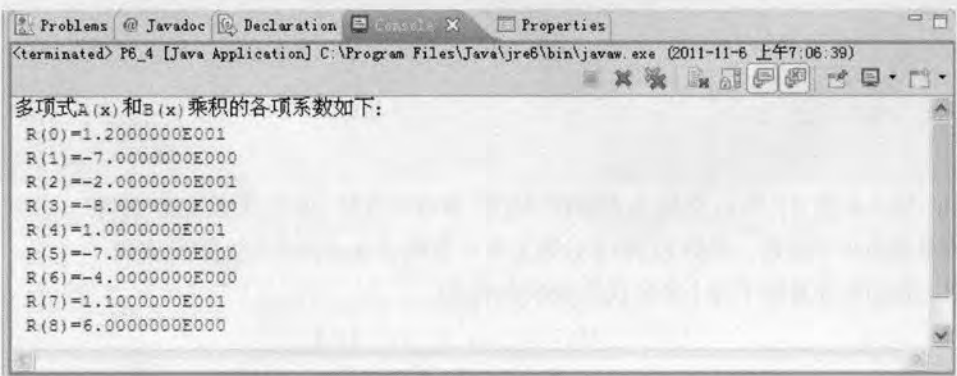 Problems @ Javadoc Declaration Console Properties
<terminated> P6_4 [Java Application] C:\Program Files\Java\jre6\bin\javaw.exe (2011-11-6 上午7:06:39)
多项式A(x)和B(x)乘积的各项系数如下:
R(0)=1.2000000E001
R(1)=-7.0000000E000
R(2)=-2.0000000E001
R(3)=-8.0000000E000
R(4)=1.0000000E001
R(5)=-7.0000000E000
R(6)=-4.0000000E000
R(7)=1.1000000E001
R(8)=6.0000000E000